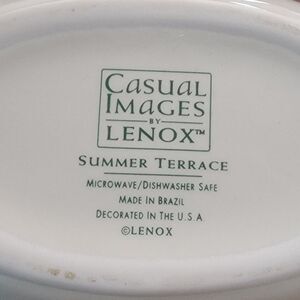 CASUAL
IMAGES
BY
LENOX™
SUMMER TERRACE
MICROWAVE/DISHWASHER SAFE
MADE IN BRAZIL
DECORATED IN THE U.S.A
©LENOX